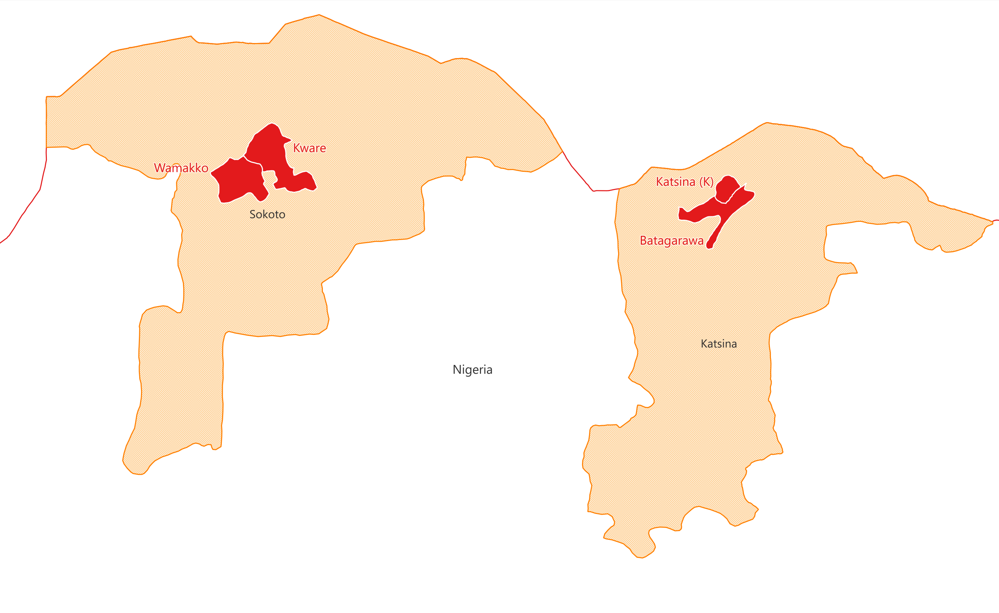 Kware
Wamakko
Katsina (K)
Sokoto
Batagarawa
Katsina
Nigeria